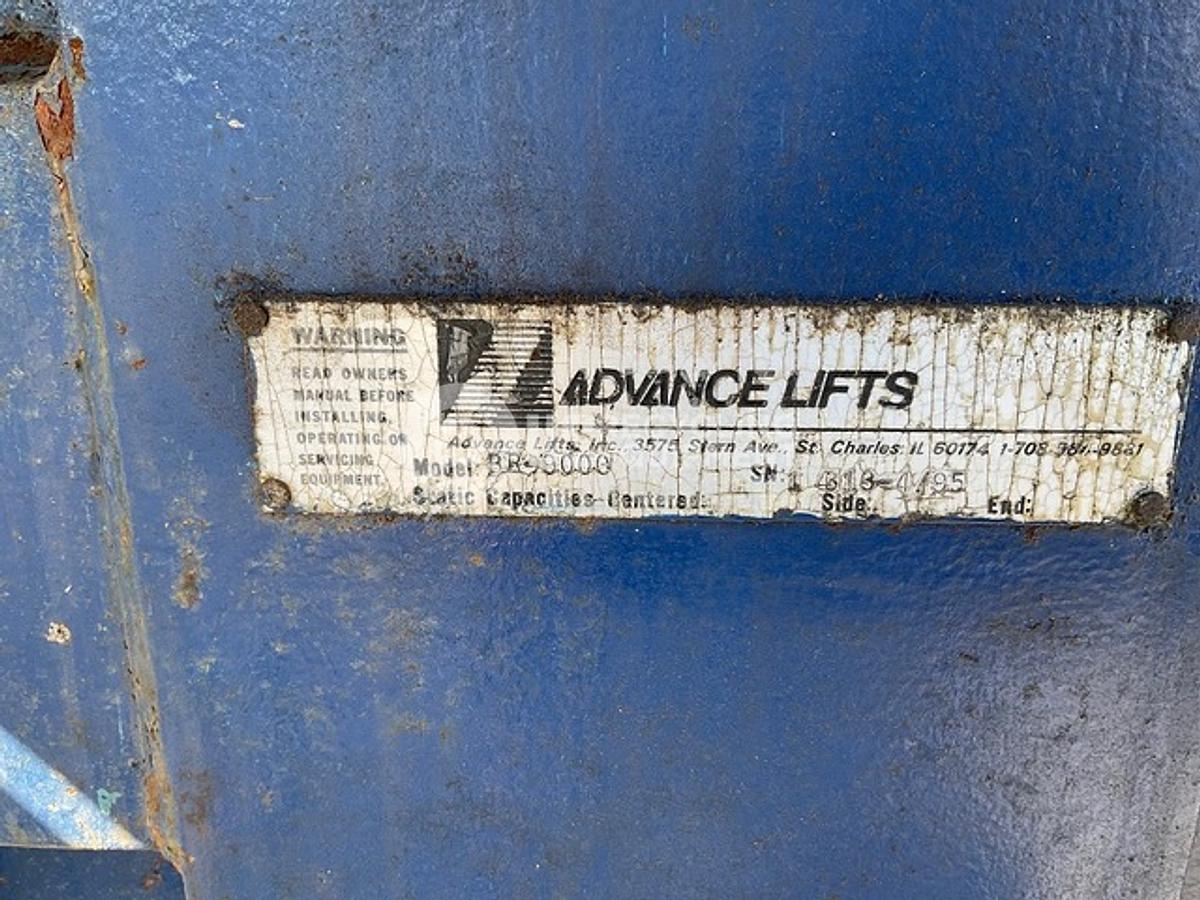 WARNING
READ OWNERS
MANUAL BEFORE
INSTALLING,
OPERATING OR
SERVICING
EQUIPMENT.
ADVANCE LIFTS
Advance Lifts, Inc., 3575 Stern Ave., St. Charles IL 60174
Model:
SN:
Static Capacities Centered:
Side:
End: